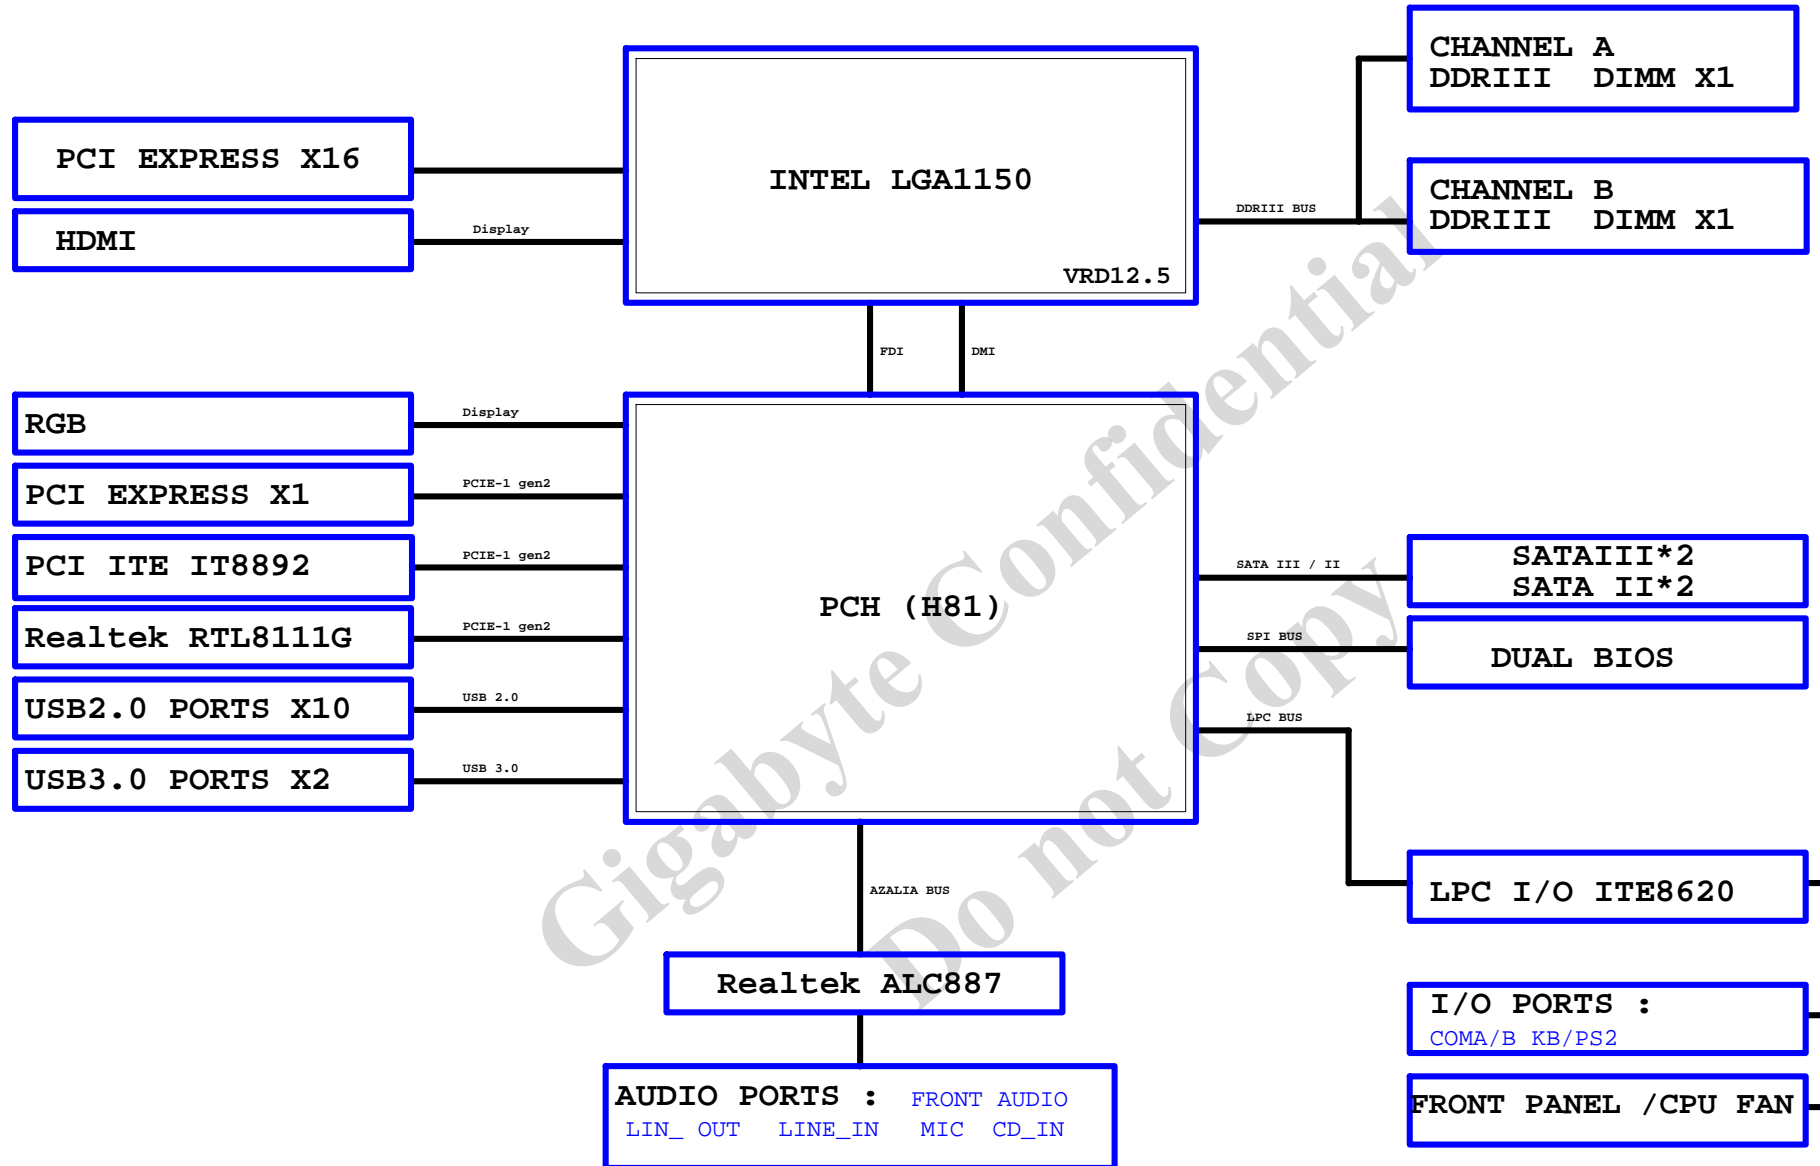 CHANNEL A
DDRIII DIMM X1
PCI EXPRESS X16
INTEL LGA1150
CHANNEL B
DDRIII DIMM X1
DDRIII BUS
HDMI
Display
VRD12.5
FDI
DMI
RGB
Display
PCI EXPRESS X1
PCIE-1 gen2
PCI ITE IT8892
PCIE-1 gen2
SATA III / II
SATAIII*2
SATA II*2
PCH (H81)
Realtek RTL8111G
PCIE-1 gen2
SPI BUS
DUAL BIOS
USB2.0 PORTS X10
USB 2.0
LPC BUS
USB3.0 PORTS X2
USB 3.0
AZALIA BUS
LPC I/O ITE8620
Realtek ALC887
I/O PORTS :
COMA/B KB/PS2
AUDIO PORTS : FRONT AUDIO
LIN_ OUT LINE_IN MIC CD_IN
FRONT PANEL /CPU FAN
Gigabyte Confidential
Do not Copy